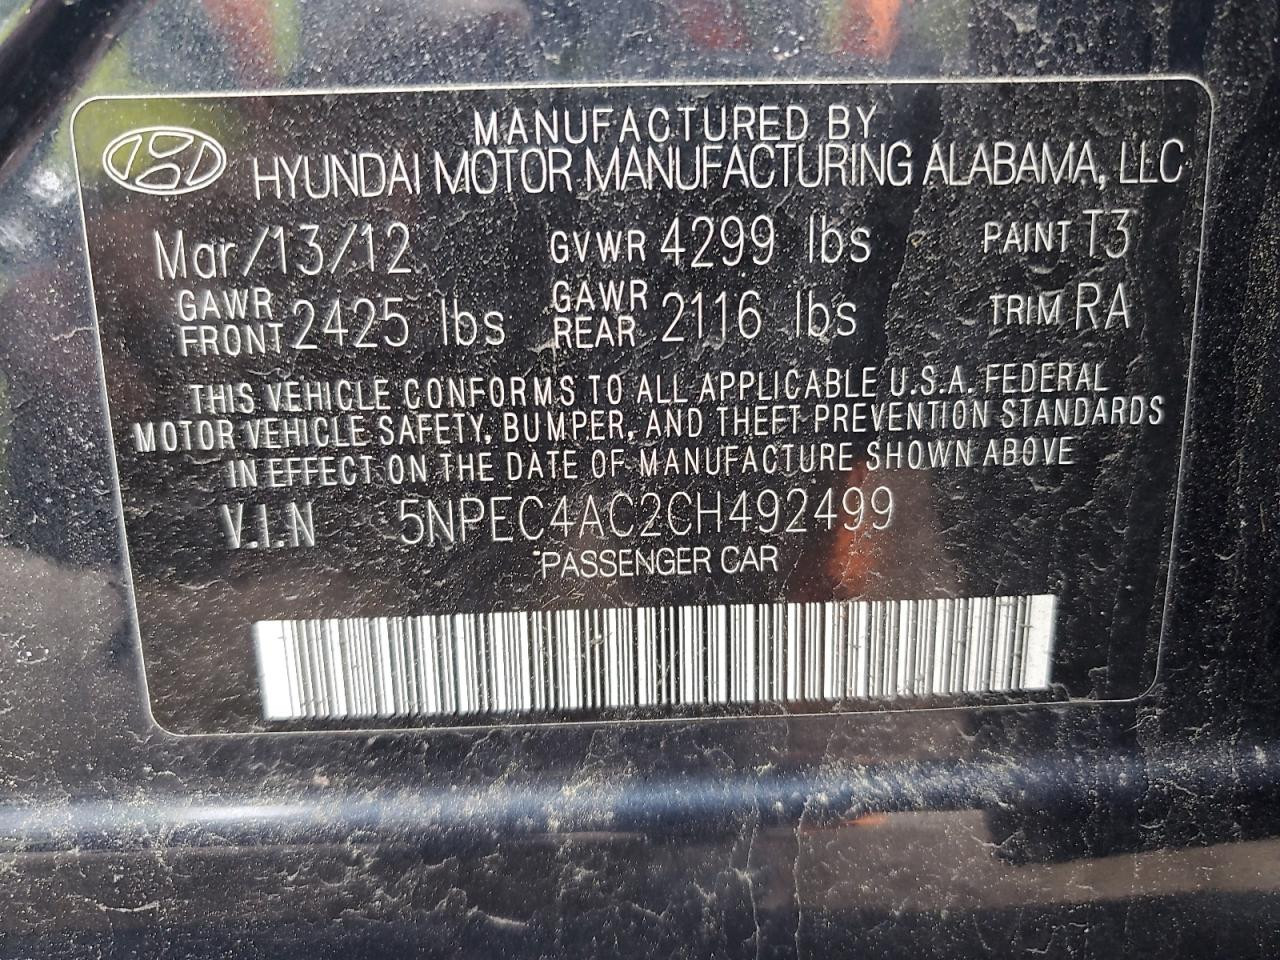 MANUFACTURED BY
HYUNDAI MOTOR MANUFACTURING ALABAMA, LLC
Mar/13/12 GVWR 4299 lbs PAINT T3
GAWR FRONT 2425 lbs GAWR REAR 2116 lbs TRIM RA
THIS VEHICLE CONFORMS TO ALL APPLICABLE U.S.A. FEDERAL
MOTOR VEHICLE SAFETY, BUMPER, AND THEFT PREVENTION STANDARDS
IN EFFECT ON THE DATE OF MANUFACTURE SHOWN ABOVE
V.I.N 5NPEC4AC2CH492499
PASSENGER CAR